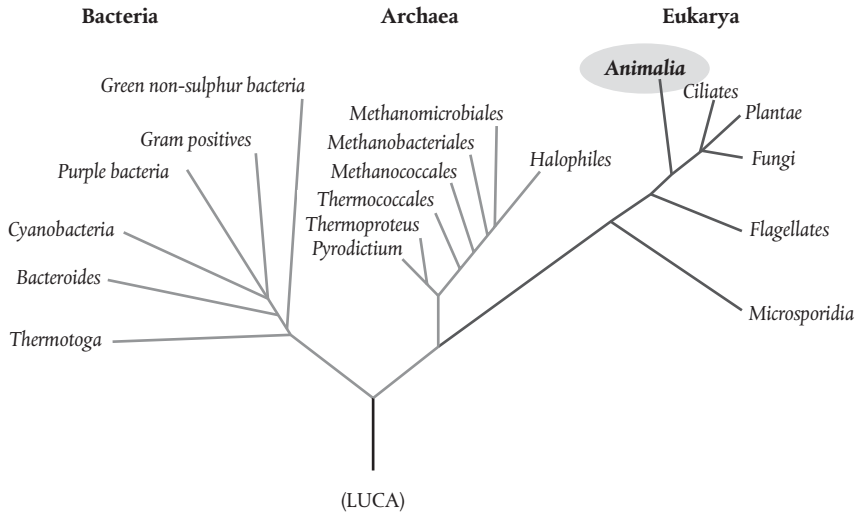 Bacteria
Archaea
Eukarya
Animalia
Green non-sulphur bacteria
Ciliates
Methanomicrobiales
Plantae
Gram positives
Methanobacteriales
Halophiles
Fungi
Purple bacteria
Methanococcales
Thermococcales
Cyanobacteria
Thermoproteus
Flagellates
Pyrodictium
Bacteroides
Microsporidia
Thermotoga
(LUCA)